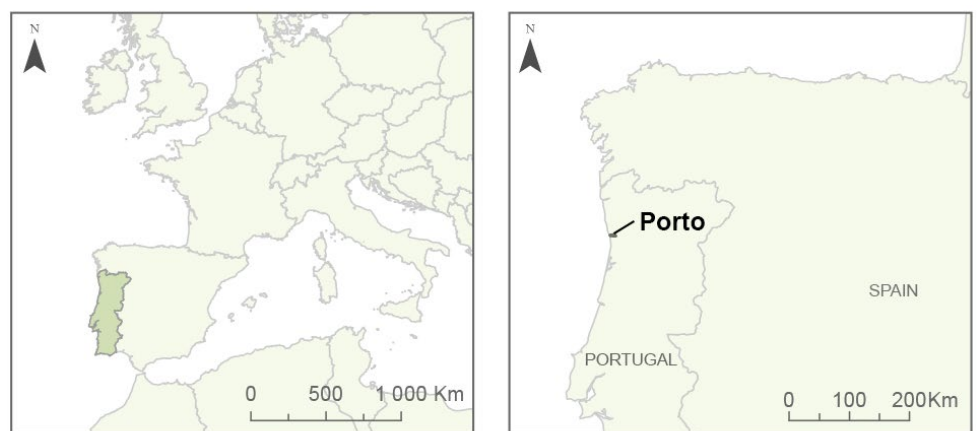 N
0 500 1 000 Km
N
Porto
SPAIN
PORTUGAL
0 100 200Km